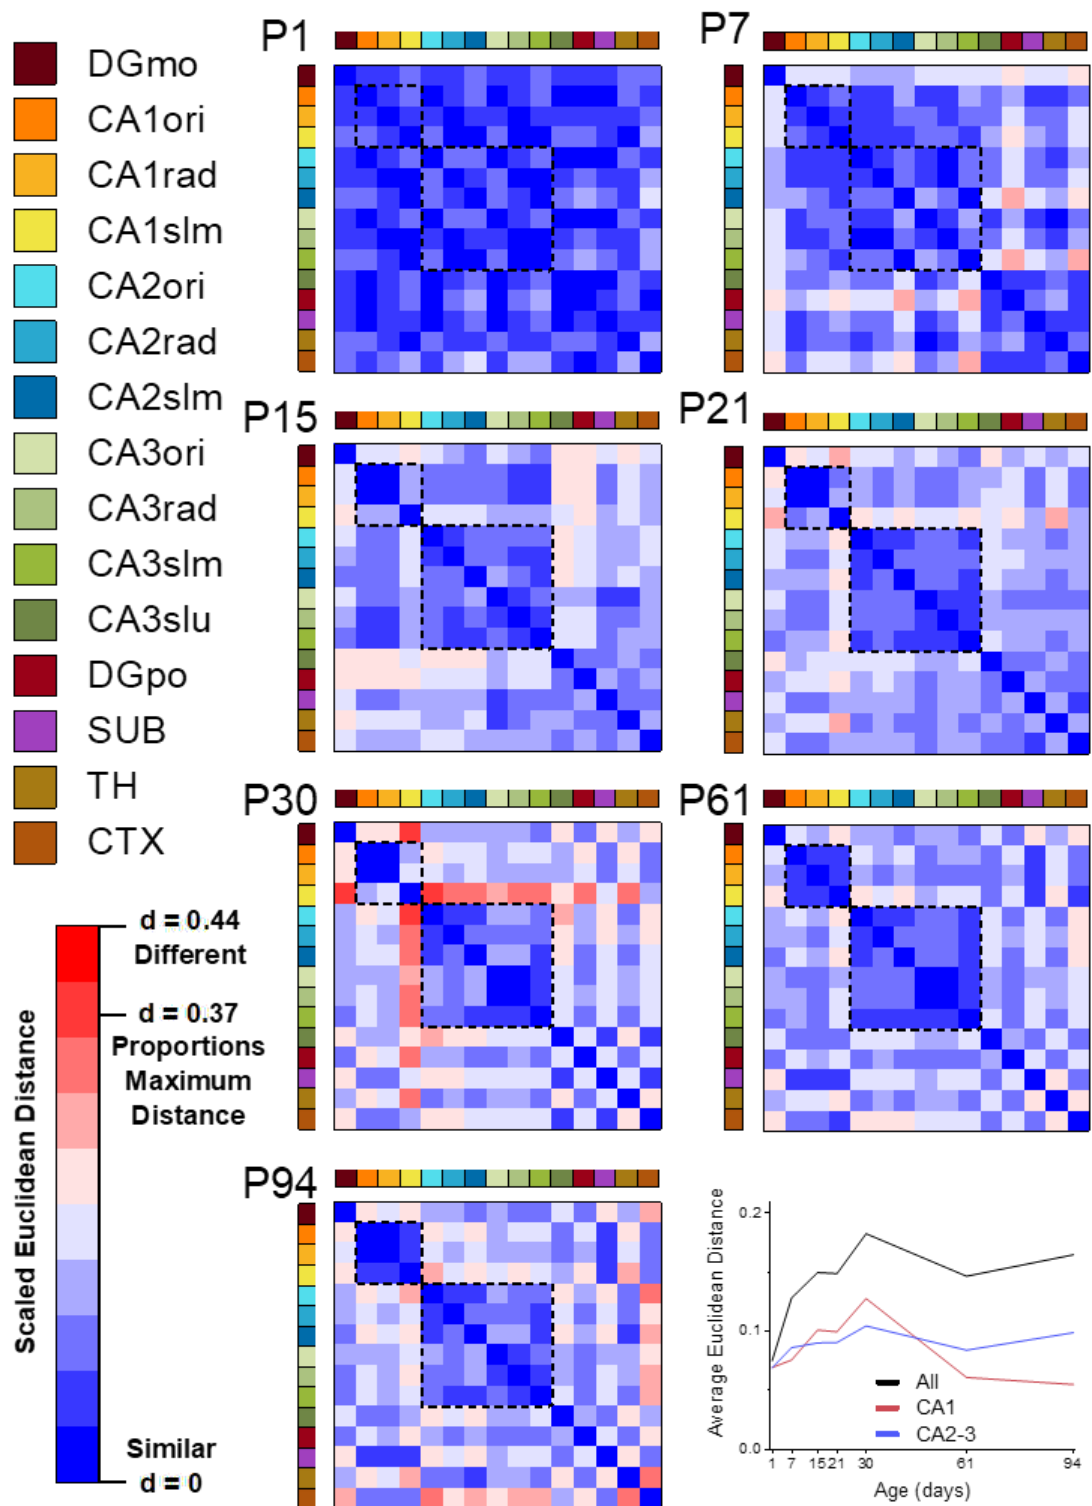 P1
P7
DGmo
CA1ori
CA1rad
CA1slm
CA2ori
CA2rad
CA2slm
CA3ori
CA3rad
CA3slm
CA3slu
DGpo
SUB
TH
CTX
P15
P21
P30
P61
P94
Scaled Euclidean Distance
d = 0.44
Different
d = 0.37
Proportions
Maximum
Distance
Similar
d = 0
Average Euclidean Distance
0.2
0.1
0.0
All
CA1
CA2-3
1 7 15 21 30 61 94
Age (days)